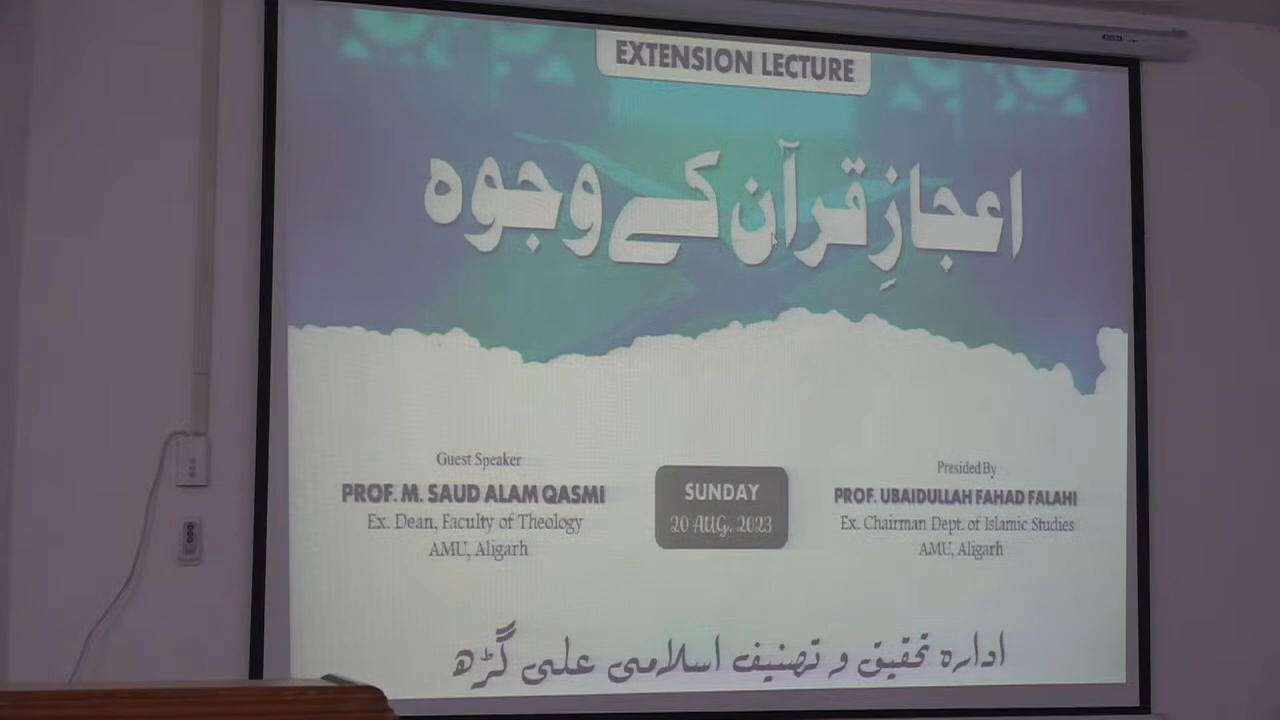 EXTENSION LECTURE
اعجازِ قرآن کے وجوہ
Guest Speaker
PROF. M. SAUD ALAM QASMI
Ex. Dean, Faculty of Theology
AMU, Aligarh
SUNDAY
20 AUG. 2023
Presided By
PROF. UBAIDULLAH FAHAD FALAHI
Ex. Chairman Dept. of Islamic Studies
AMU, Aligarh
ادارہ تحقیق و تصنیف اسلامی علی گڑھ